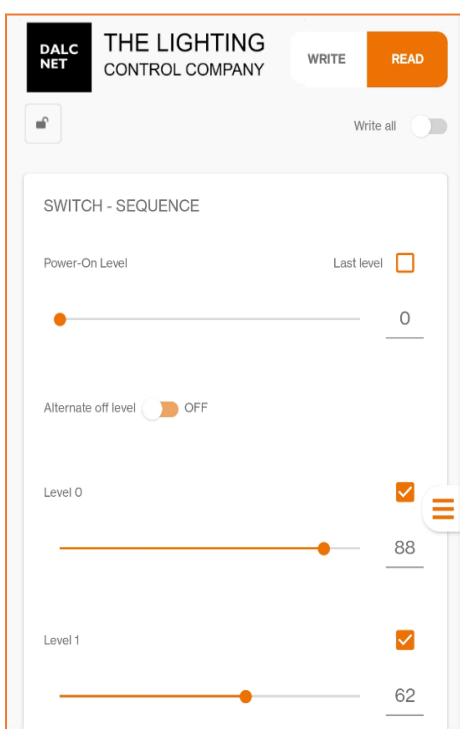 DALC
NET
THE LIGHTING
CONTROL COMPANY
WRITE
READ
Write all
SWITCH - SEQUENCE
Power-On Level
Last level
0
Alternate off level
OFF
Level 0
88
Level 1
62